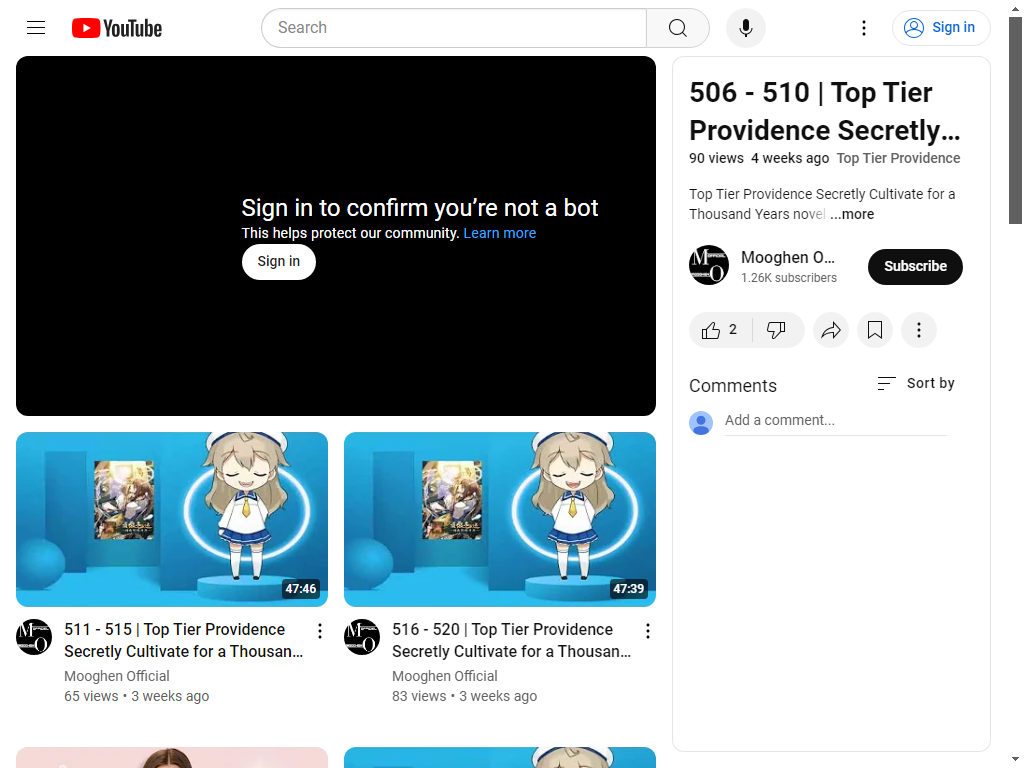 YouTube
Search
Sign in
Sign in to confirm you’re not a bot
This helps protect our community. Learn more
Sign in
506 - 510 | Top Tier
Providence Secretly...
90 views 4 weeks ago Top Tier Providence
Top Tier Providence Secretly Cultivate for a
Thousand Years novel ...more
Mooghen O...
1.26K subscribers
Subscribe
2
Comments
Sort by
Add a comment...
47:46
47:39
511 - 515 | Top Tier Providence
Secretly Cultivate for a Thousan...
Mooghen Official
65 views • 3 weeks ago
516 - 520 | Top Tier Providence
Secretly Cultivate for a Thousan...
Mooghen Official
83 views • 3 weeks ago